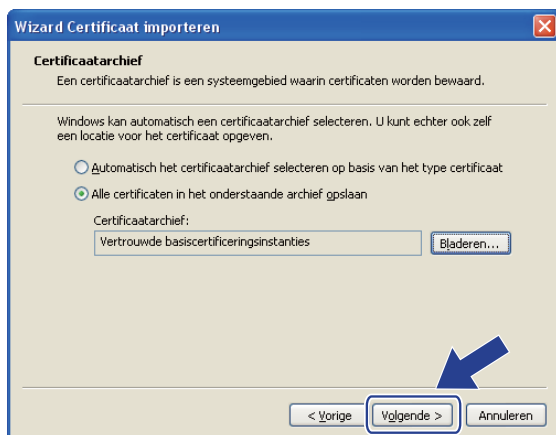 Wizard Certificaat importeren
Certificaatarchief
Een certificaatarchief is een systeemgebied waarin certificaten worden bewaard.
Windows kan automatisch een certificaatarchief selecteren. U kunt echter ook zelf
een locatie voor het certificaat opgeven.
Automatisch het certificaatarchief selecteren op basis van het type certificaat
Alle certificaten in het onderstaande archief opslaan
Certificaatarchief:
Vertrouwde basiscertificeringsinstanties
Bladeren...
< Vorige
Volgende >
Annuleren